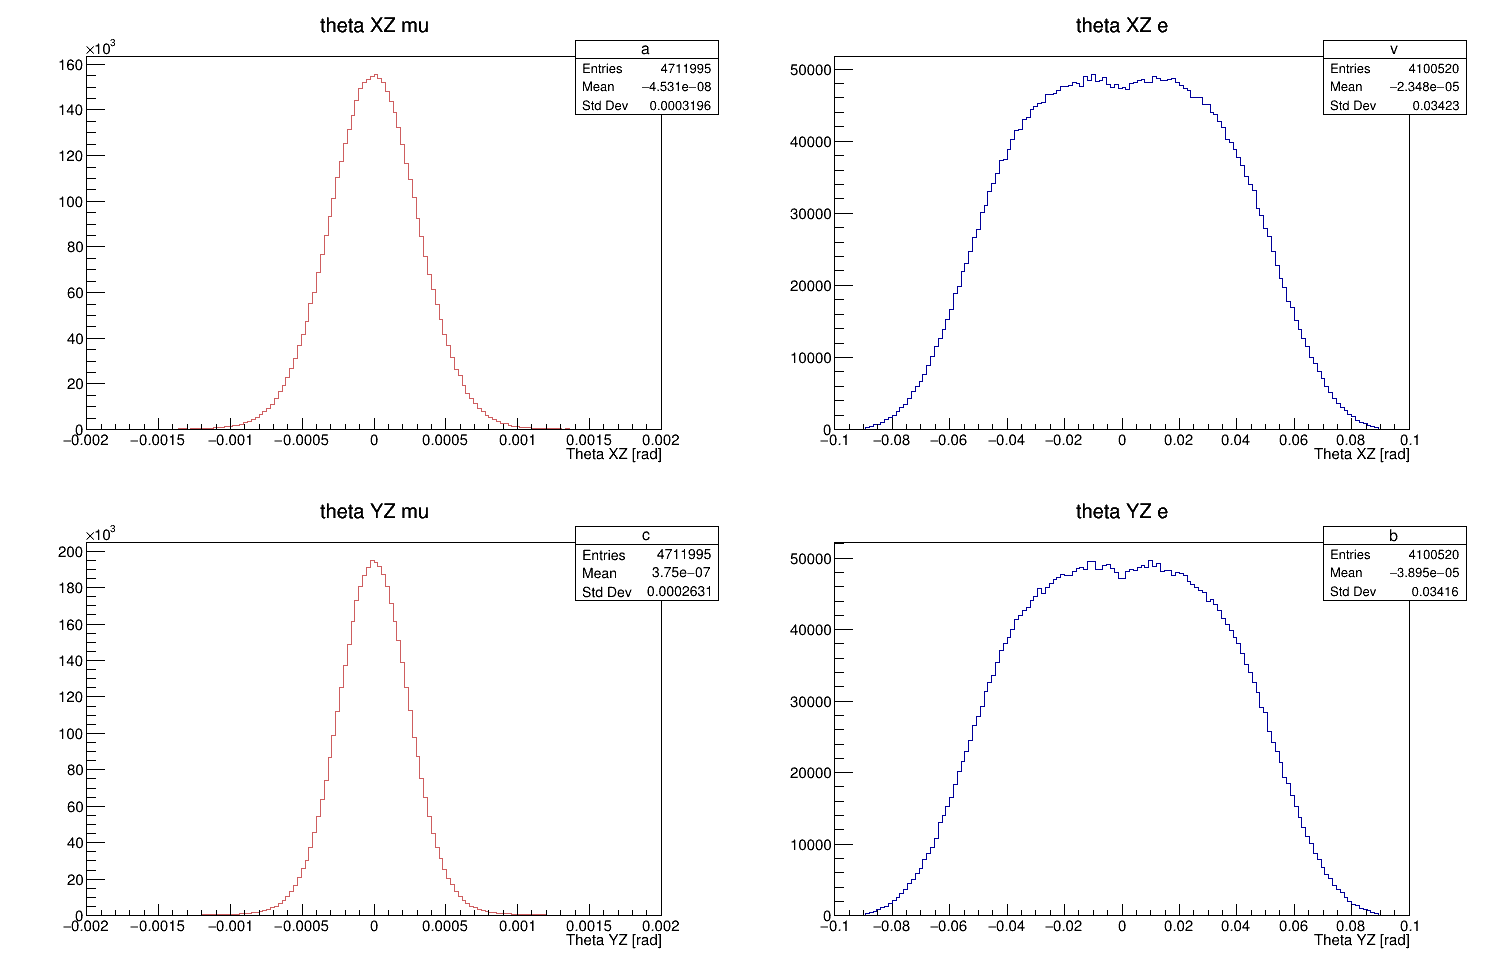 theta XZ mu
×10³
a
Entries 4711995
Mean −4.531e−08
Std Dev 0.0003196
160
140
120
100
80
60
40
20
0
−0.002 −0.0015 −0.001 −0.0005 0 0.0005 0.001 0.0015 0.002
Theta XZ [rad]
theta XZ e
v
Entries 4100520
Mean −2.348e−05
Std Dev 0.03423
50000
40000
30000
20000
10000
0
−0.1 −0.08 −0.06 −0.04 −0.02 0 0.02 0.04 0.06 0.08 0.1
Theta XZ [rad]
theta YZ mu
×10³
c
Entries 4711995
Mean 3.75e−07
Std Dev 0.0002631
200
180
160
140
120
100
80
60
40
20
0
−0.002 −0.0015 −0.001 −0.0005 0 0.0005 0.001 0.0015 0.002
Theta YZ [rad]
theta YZ e
b
Entries 4100520
Mean −3.895e−05
Std Dev 0.03416
50000
40000
30000
20000
10000
0
−0.1 −0.08 −0.06 −0.04 −0.02 0 0.02 0.04 0.06 0.08 0.1
Theta YZ [rad]